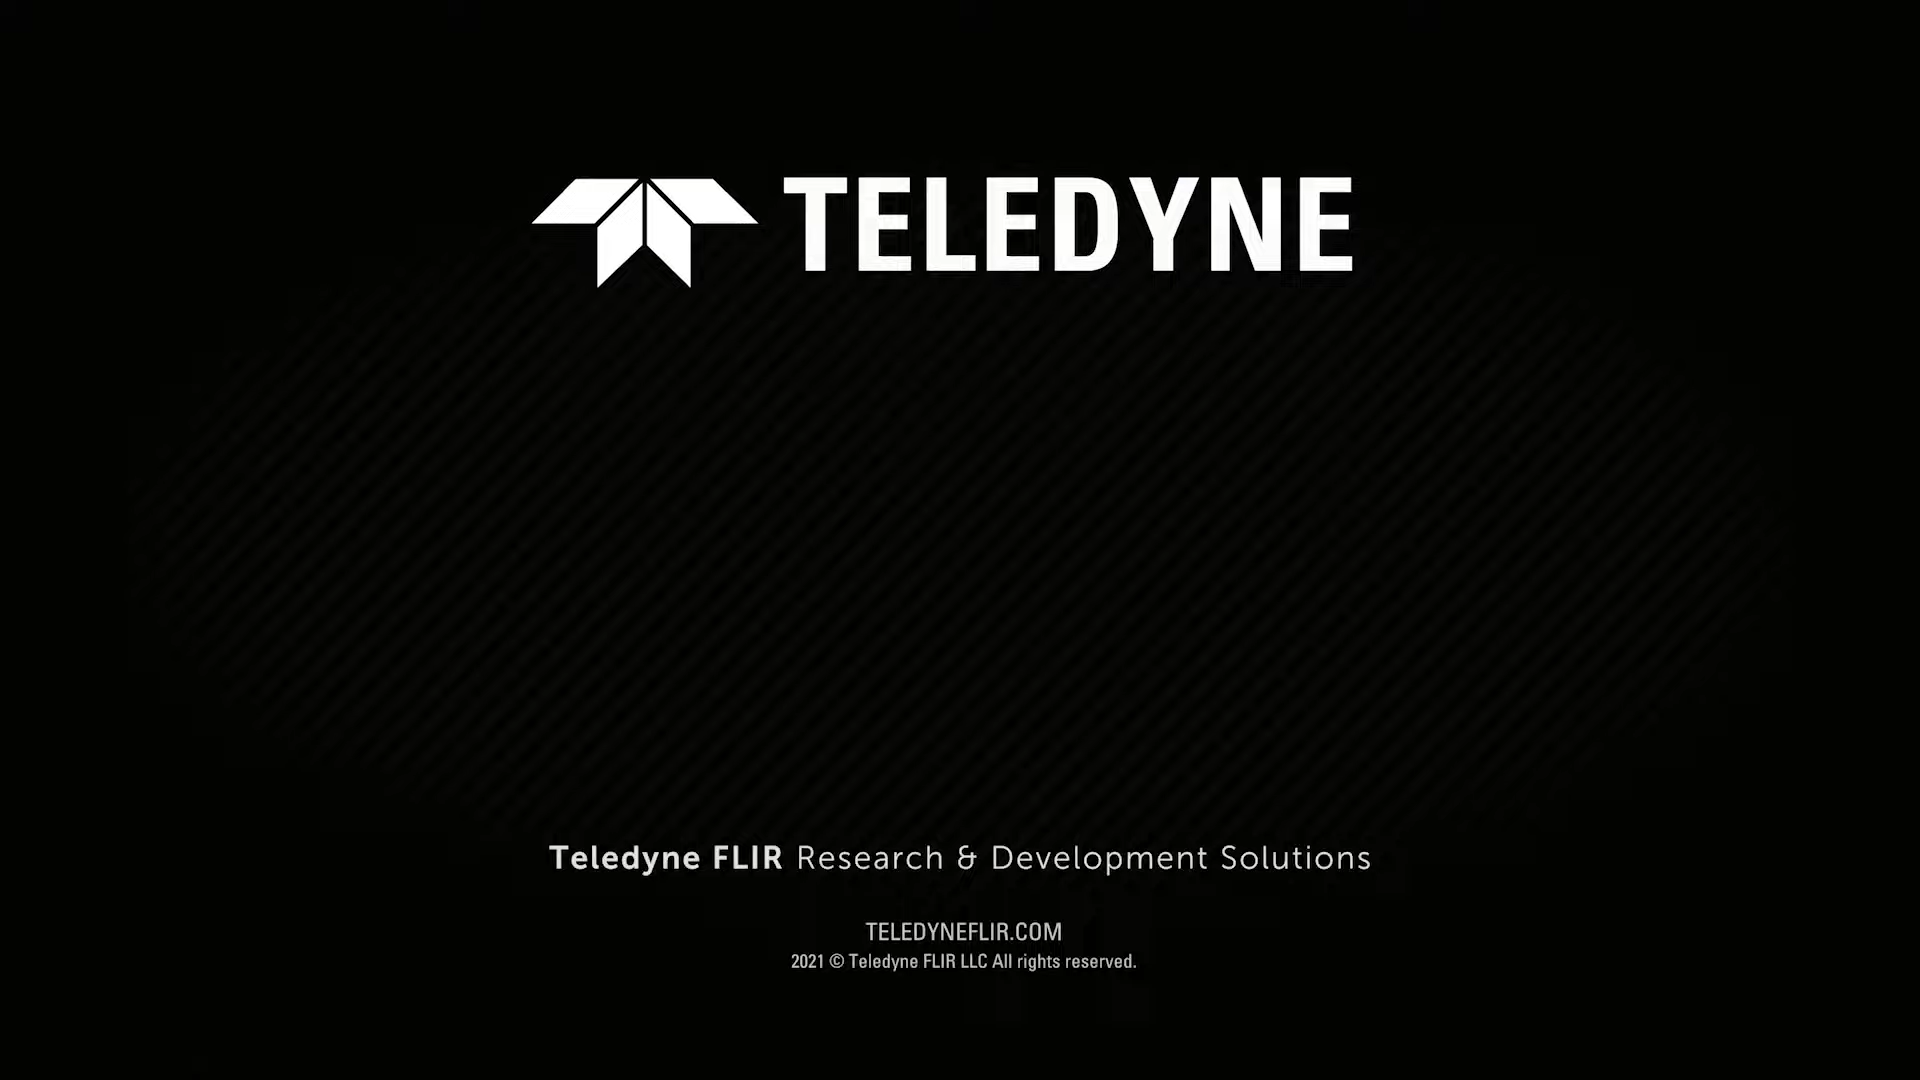 TELEDYNE
Teledyne FLIR Research & Development Solutions
TELEDYNEFLIR.COM
2021 © Teledyne FLIR LLC All rights reserved.